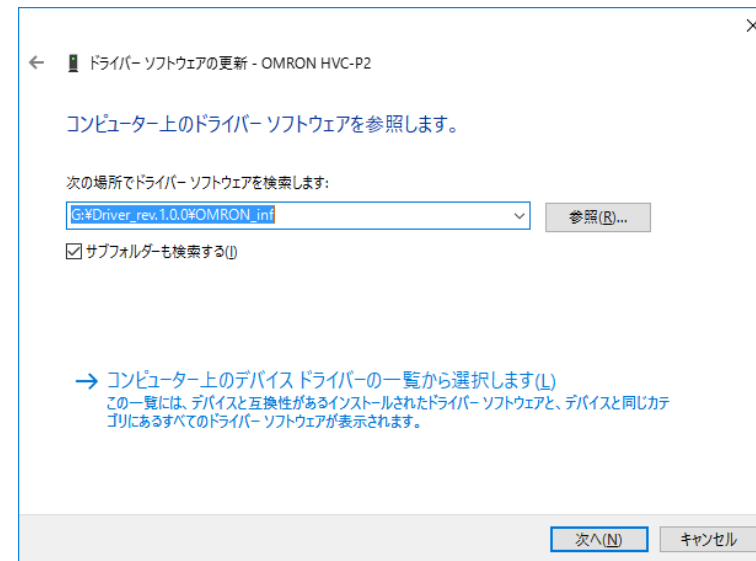 ドライバー ソフトウェアの更新 - OMRON HVC-P2
コンピューター上のドライバー ソフトウェアを参照します。
次の場所でドライバー ソフトウェアを検索します:
G:¥Driver_rev.1.0.0¥OMRON_inf
参照(R)...
サブフォルダーも検索する(I)
コンピューター上のデバイス ドライバーの一覧から選択します(L)
この一覧には、デバイスと互換性があるインストールされたドライバー ソフトウェアと、デバイスと同じカテ
ゴリにあるすべてのドライバー ソフトウェアが表示されます。
次へ(N)
キャンセル